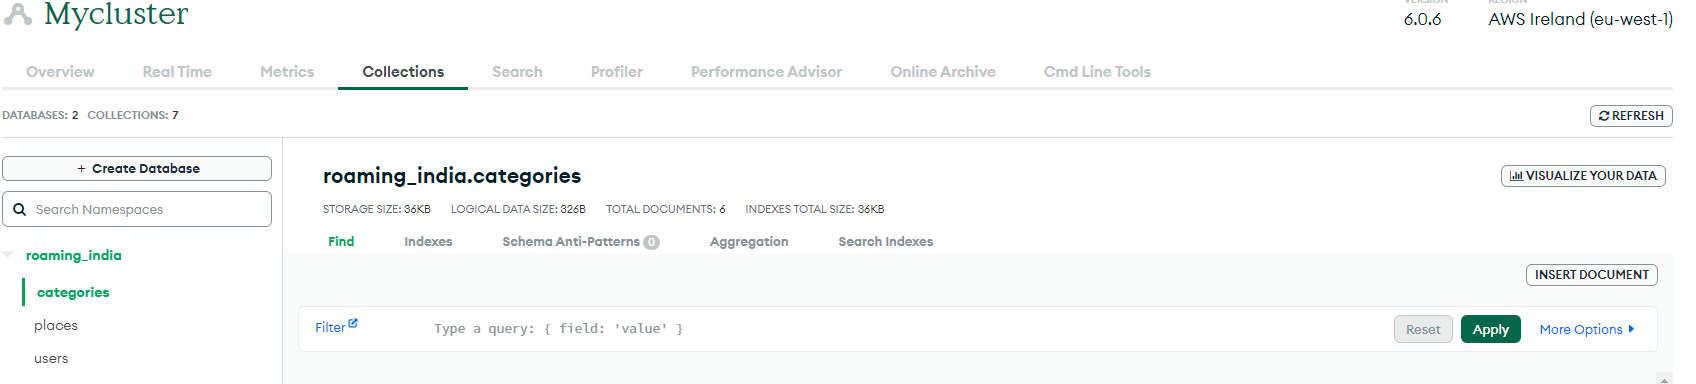 Mycluster
VERSION
REGION
6.0.6
AWS Ireland (eu-west-1)
Overview Real Time Metrics Collections Search Profiler Performance Advisor Online Archive Cmd Line Tools
DATABASES: 2 COLLECTIONS: 7
REFRESH
+ Create Database
Search Namespaces
roaming_india
categories
places
users
roaming_india.categories
VISUALIZE YOUR DATA
STORAGE SIZE: 36KB LOGICAL DATA SIZE: 326B TOTAL DOCUMENTS: 6 INDEXES TOTAL SIZE: 36KB
Find Indexes Schema Anti-Patterns 0 Aggregation Search Indexes
INSERT DOCUMENT
Filter Type a query: { field: 'value' } Reset Apply More Options